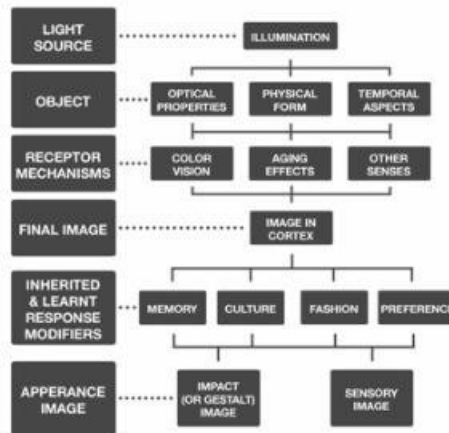 LIGHT
SOURCE
ILLUMINATION
OBJECT
OPTICAL
PROPERTIES
PHYSICAL
FORM
TEMPORAL
ASPECTS
RECEPTOR
MECHANISMS
COLOR
VISION
AGING
EFFECTS
OTHER
SENSES
FINAL IMAGE
IMAGE IN
CORTEX
INHERITED
& LEARNT
RESPONSE
MODIFIERS
MEMORY
CULTURE
FASHION
PREFERENCE
APPERANCE
IMAGE
IMPACT
(OR GESTALT)
IMAGE
SENSORY
IMAGE